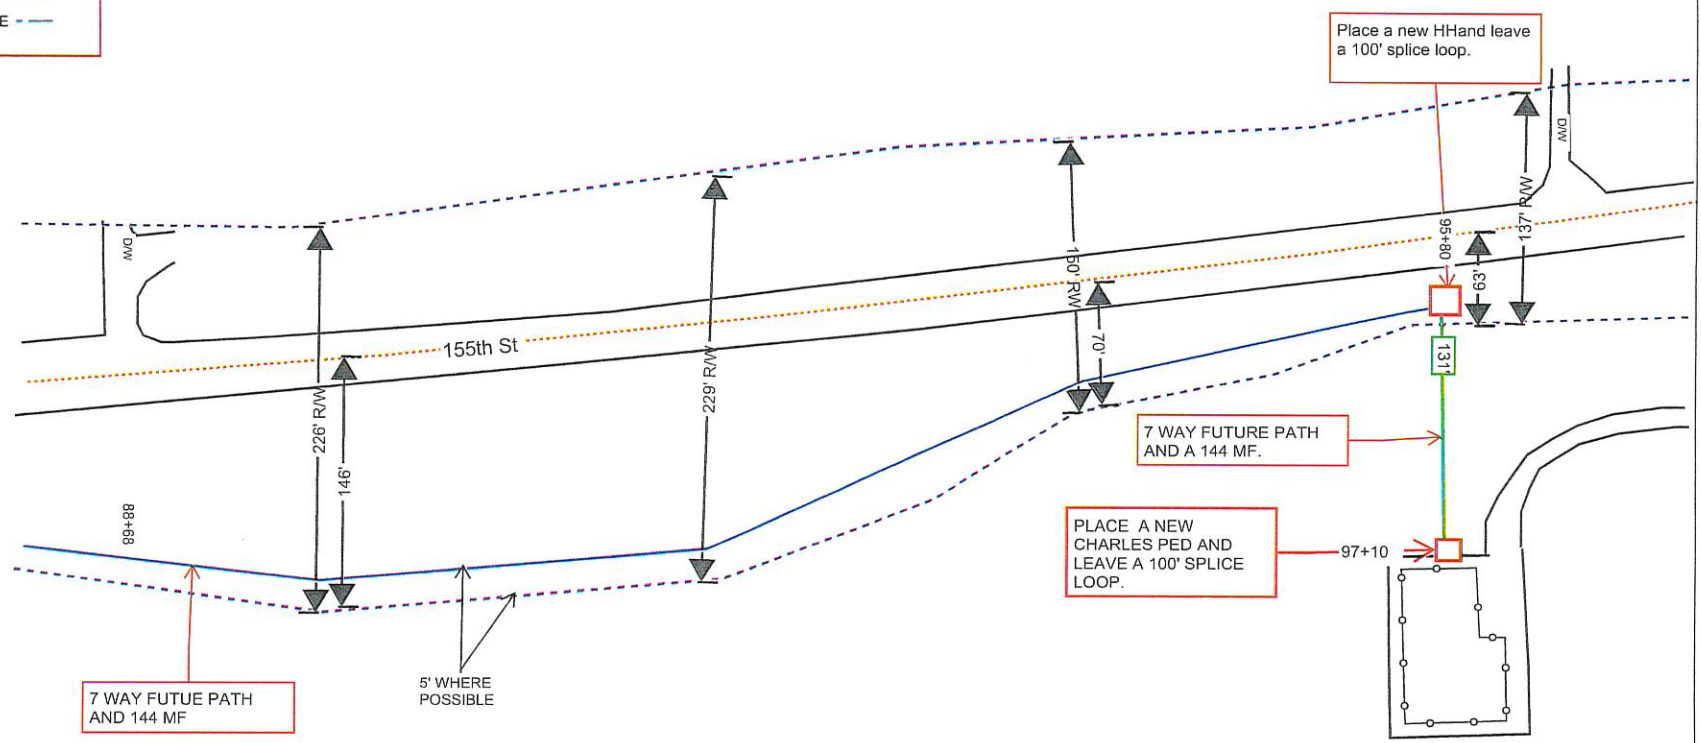 E
Place a new HHand leave
a 100' splice loop.
D/W
D/W
137' R/W
95+80
63'
150' RW
70'
155th St
229' R/W
226' R/W
146'
131'
7 WAY FUTURE PATH
AND A 144 MF.
88+68
PLACE A NEW
CHARLES PED AND
LEAVE A 100' SPLICE
LOOP.
97+10
7 WAY FUTUE PATH
AND 144 MF
5' WHERE
POSSIBLE